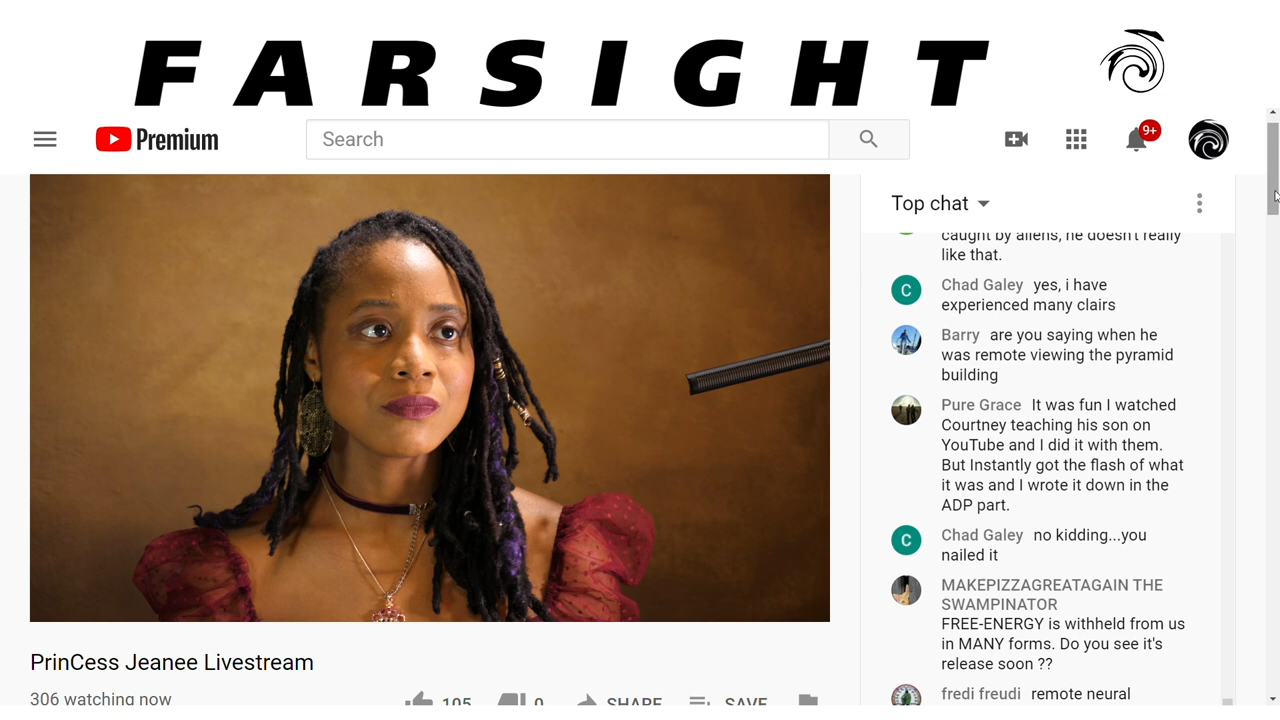 FARSIGHT
Premium
Search
9+
PrinCess Jeanee Livestream
306 watching now
105
0
SHARE
SAVE
Top chat
caught by aliens, he doesn't really
like that.
C
Chad Galey yes, i have
experienced many clairs
Barry are you saying when he
was remote viewing the pyramid
building
Pure Grace It was fun I watched
Courtney teaching his son on
YouTube and I did it with them.
But Instantly got the flash of what
it was and I wrote it down in the
ADP part.
C
Chad Galey no kidding...you
nailed it
MAKEPIZZAGREATAGAIN THE
SWAMPINATOR
FREE-ENERGY is withheld from us
in MANY forms. Do you see it's
release soon ??
fredi freudi remote neural